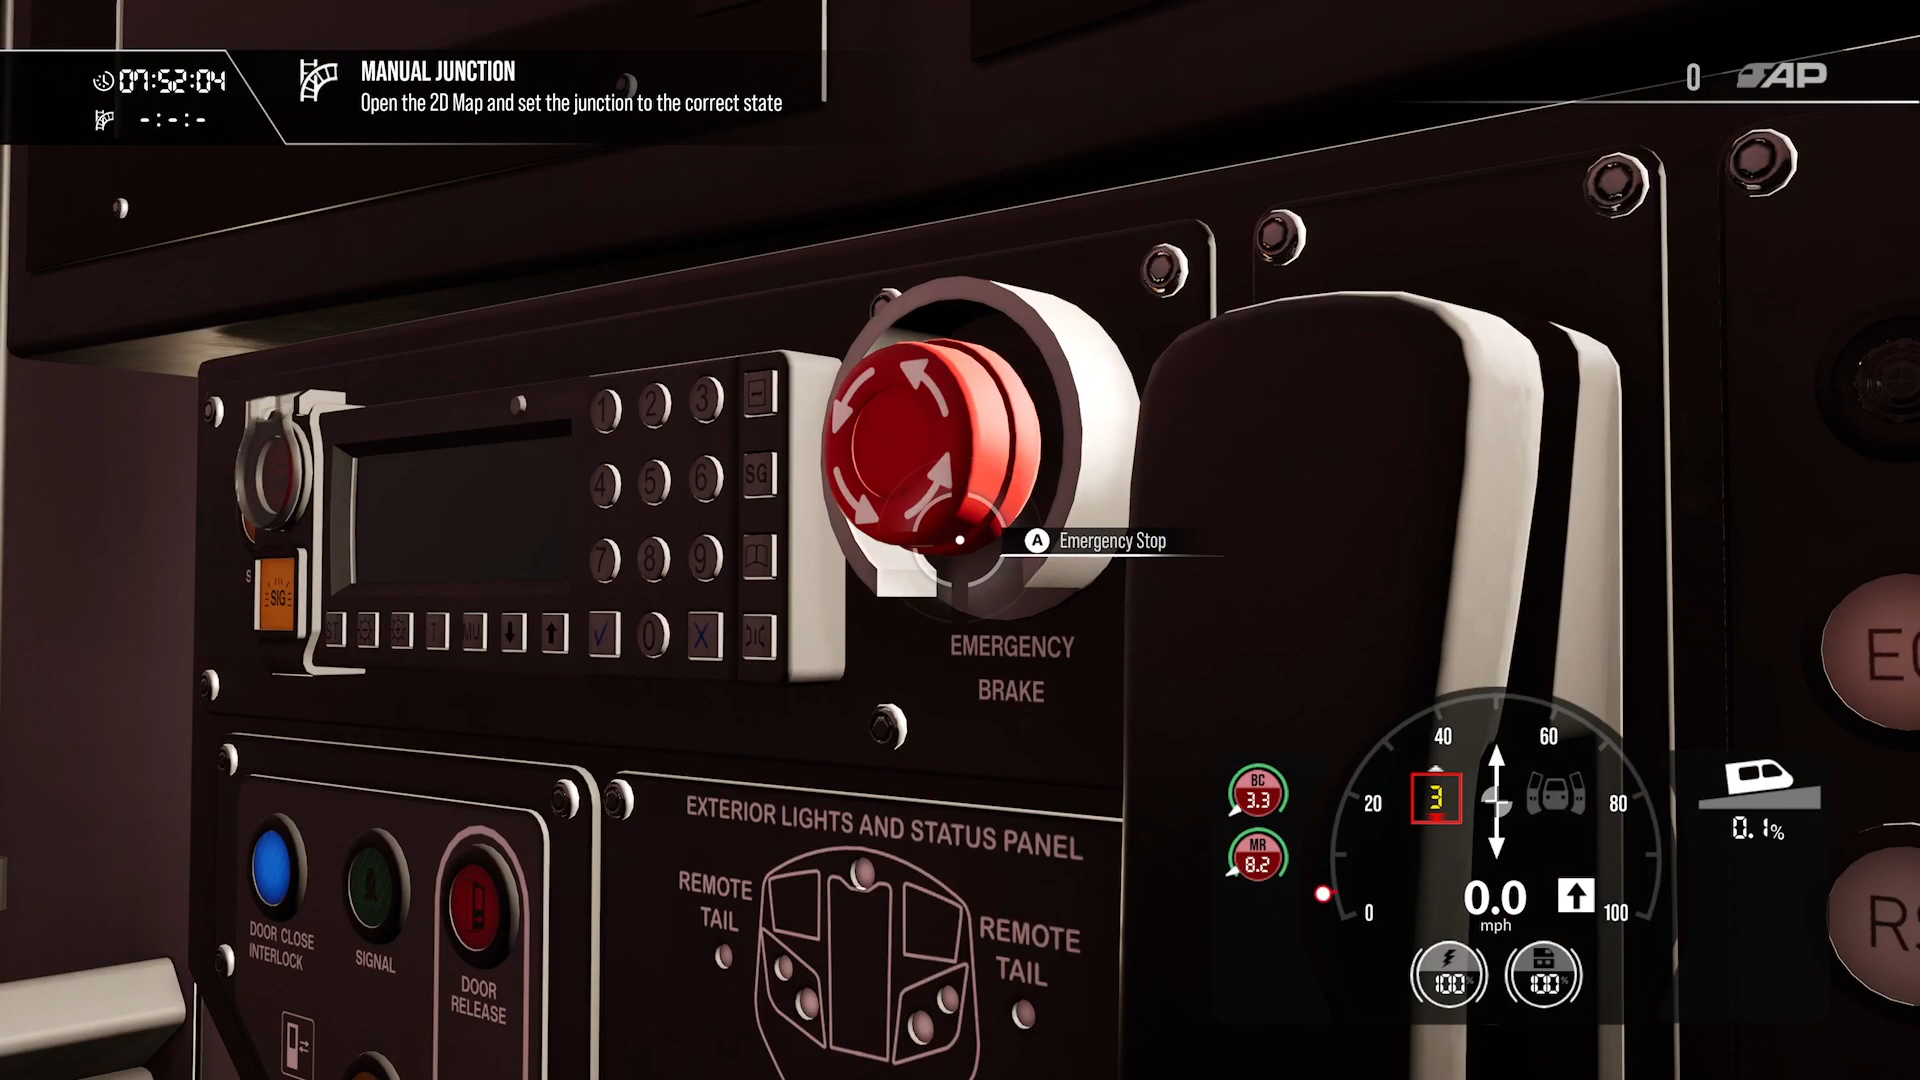 07:52:04
-:-:-
MANUAL JUNCTION
Open the 2D Map and set the junction to the correct state
0 AP
1 2 3
4 5 6 SG
7 8 9
ST T MU 0 X
SIG
A Emergency Stop
EMERGENCY
BRAKE
DOOR CLOSE
INTERLOCK
SIGNAL
DOOR
RELEASE
EXTERIOR LIGHTS AND STATUS PANEL
REMOTE
TAIL
REMOTE
TAIL
BC
3.3
MR
8.2
0
20
40
60
80
100
3
0.0
mph
100%
100%
0.1%